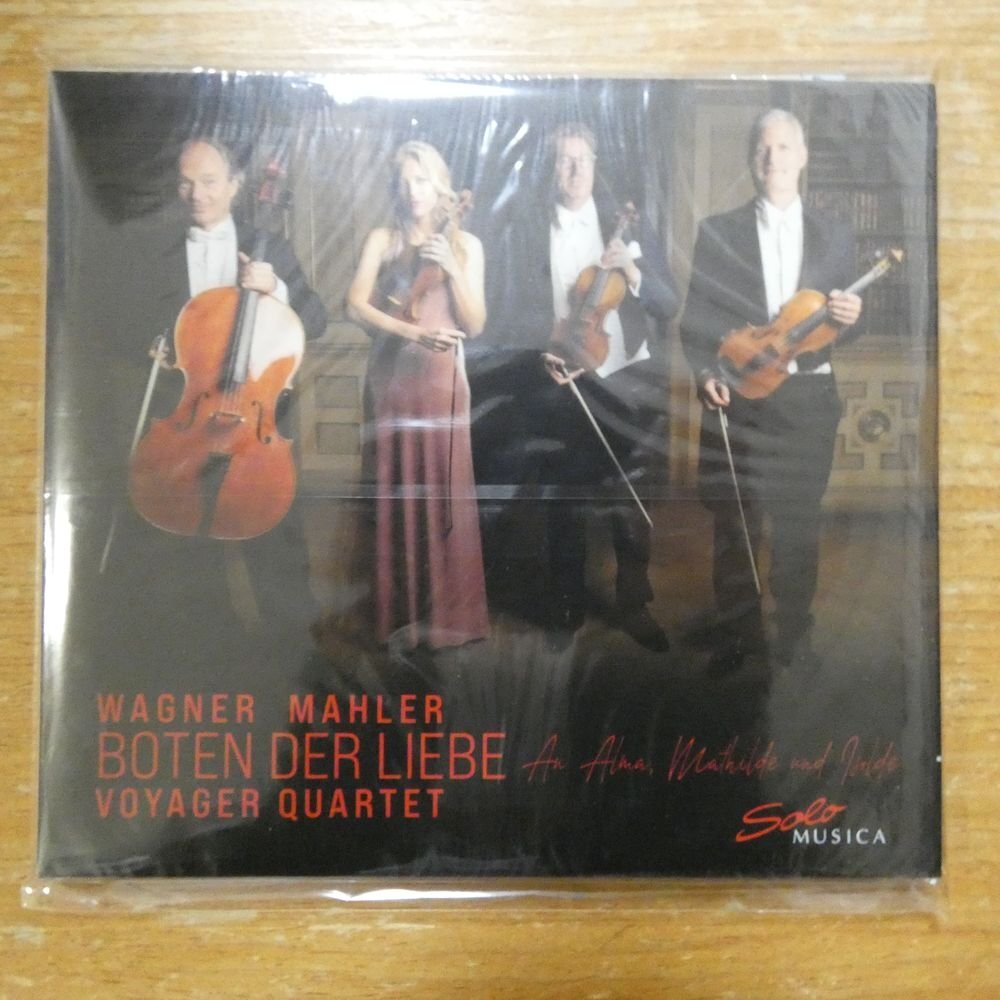 WAGNER MAHLER
BOTEN DER LIEBE An Alma, Mathilde und Isolde
VOYAGER QUARTET
Solo
MUSICA